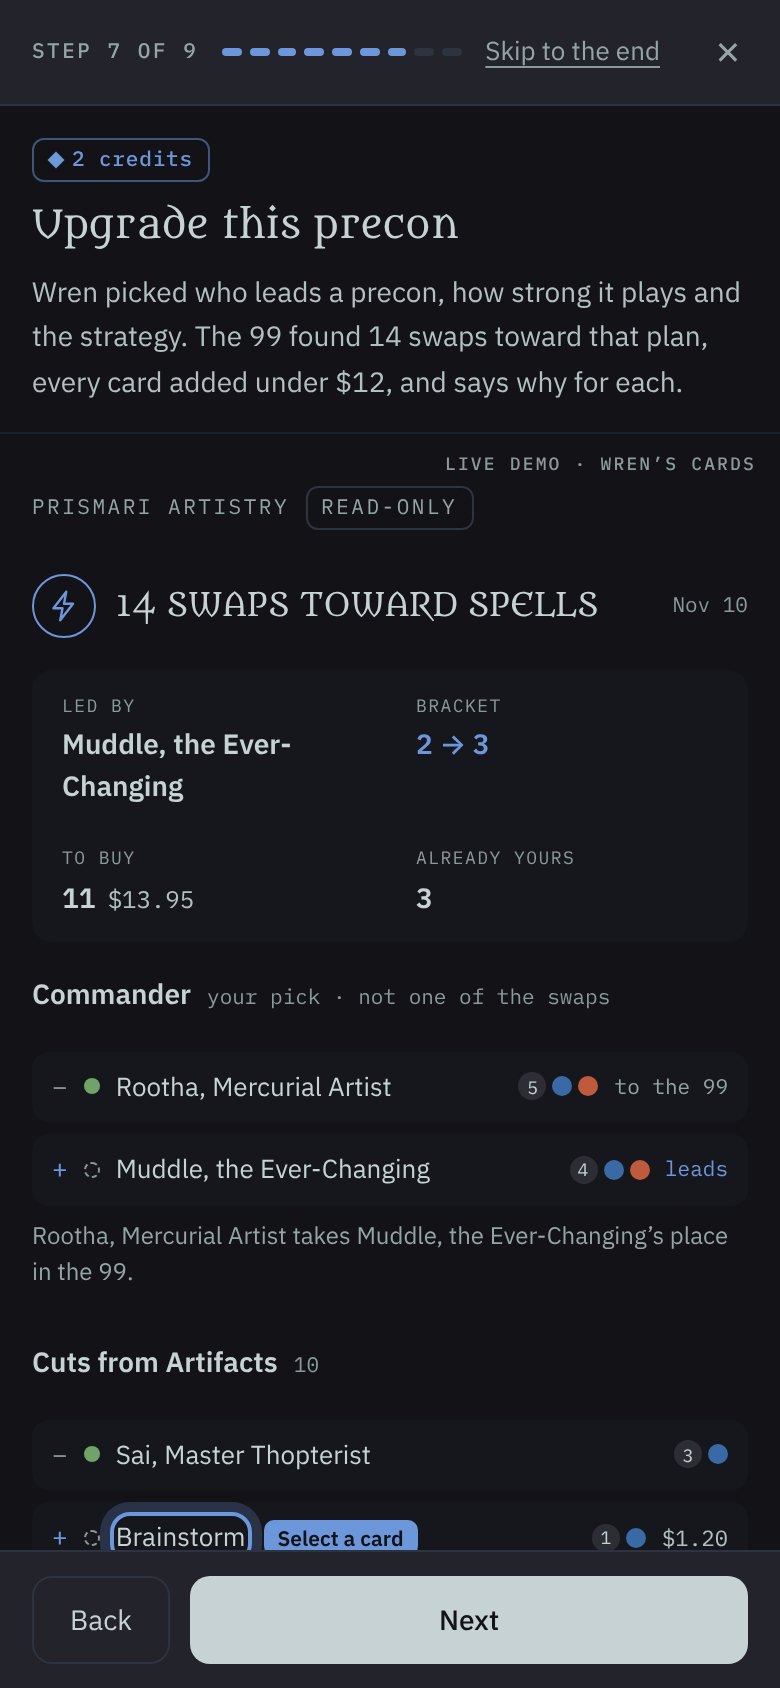 STEP 7 OF 9 Skip to the end
2 credits
Upgrade this precon
Wren picked who leads a precon, how strong it plays and
the strategy. The 99 found 14 swaps toward that plan,
every card added under $12, and says why for each.
LIVE DEMO · WREN’S CARDS
PRISMARI ARTISTRY READ-ONLY
14 SWAPS TOWARD SPELLS Nov 10
LED BY BRACKET
Muddle, the Ever- 2 → 3
Changing
TO BUY ALREADY YOURS
11 $13.95 3
Commander your pick · not one of the swaps
– Rootha, Mercurial Artist 5 to the 99
+ Muddle, the Ever-Changing 4 leads
Rootha, Mercurial Artist takes Muddle, the Ever-Changing’s place
in the 99.
Cuts from Artifacts 10
– Sai, Master Thopterist 3
+ Brainstorm Select a card 1 $1.20
Back Next